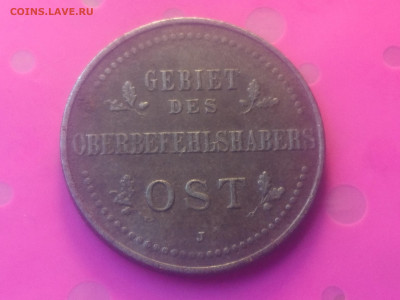 COINS.LAVE.RU
GEBIET
DES
OBERBEFEHLSHABERS
OST
J